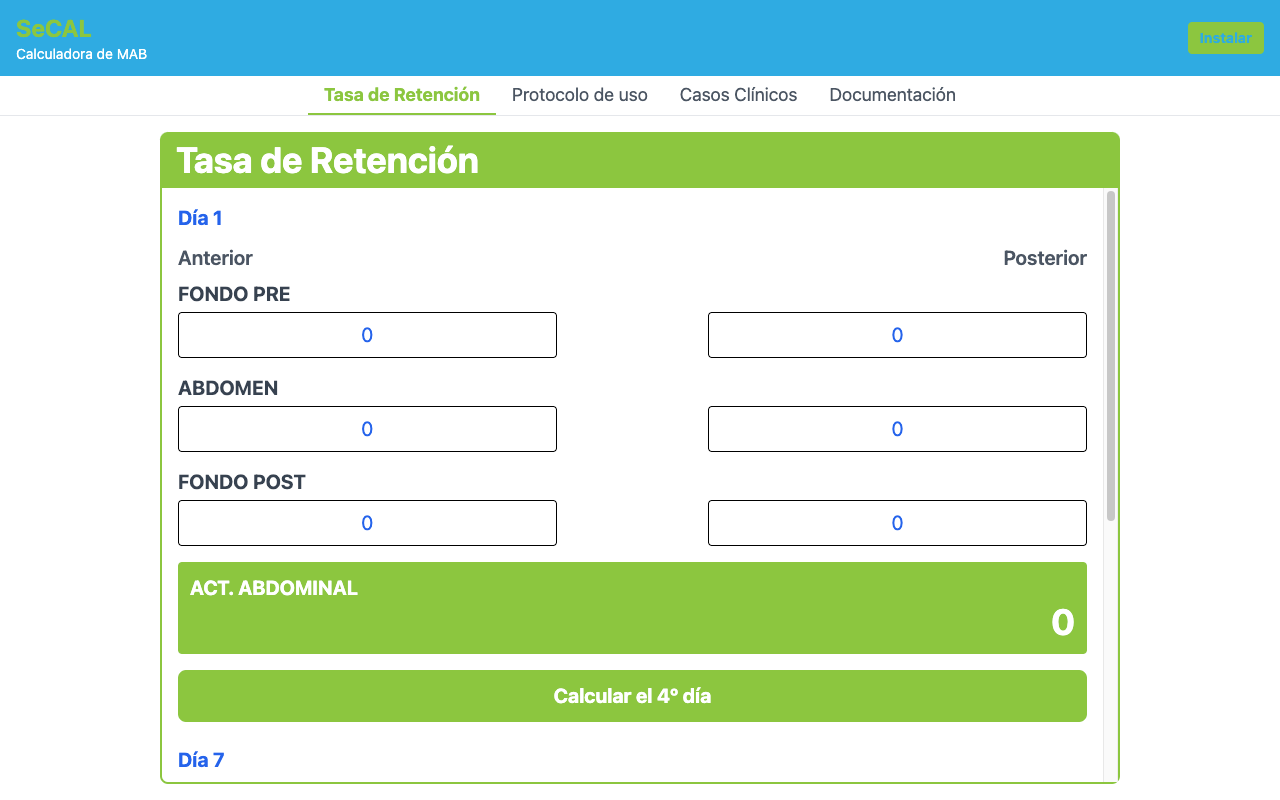 SeCAL
Calculadora de MAB
Instalar
Tasa de Retención Protocolo de uso Casos Clínicos Documentación
Tasa de Retención
Día 1
Anterior Posterior
FONDO PRE
0 0
ABDOMEN
0 0
FONDO POST
0 0
ACT. ABDOMINAL
0
Calcular el 4º día
Día 7